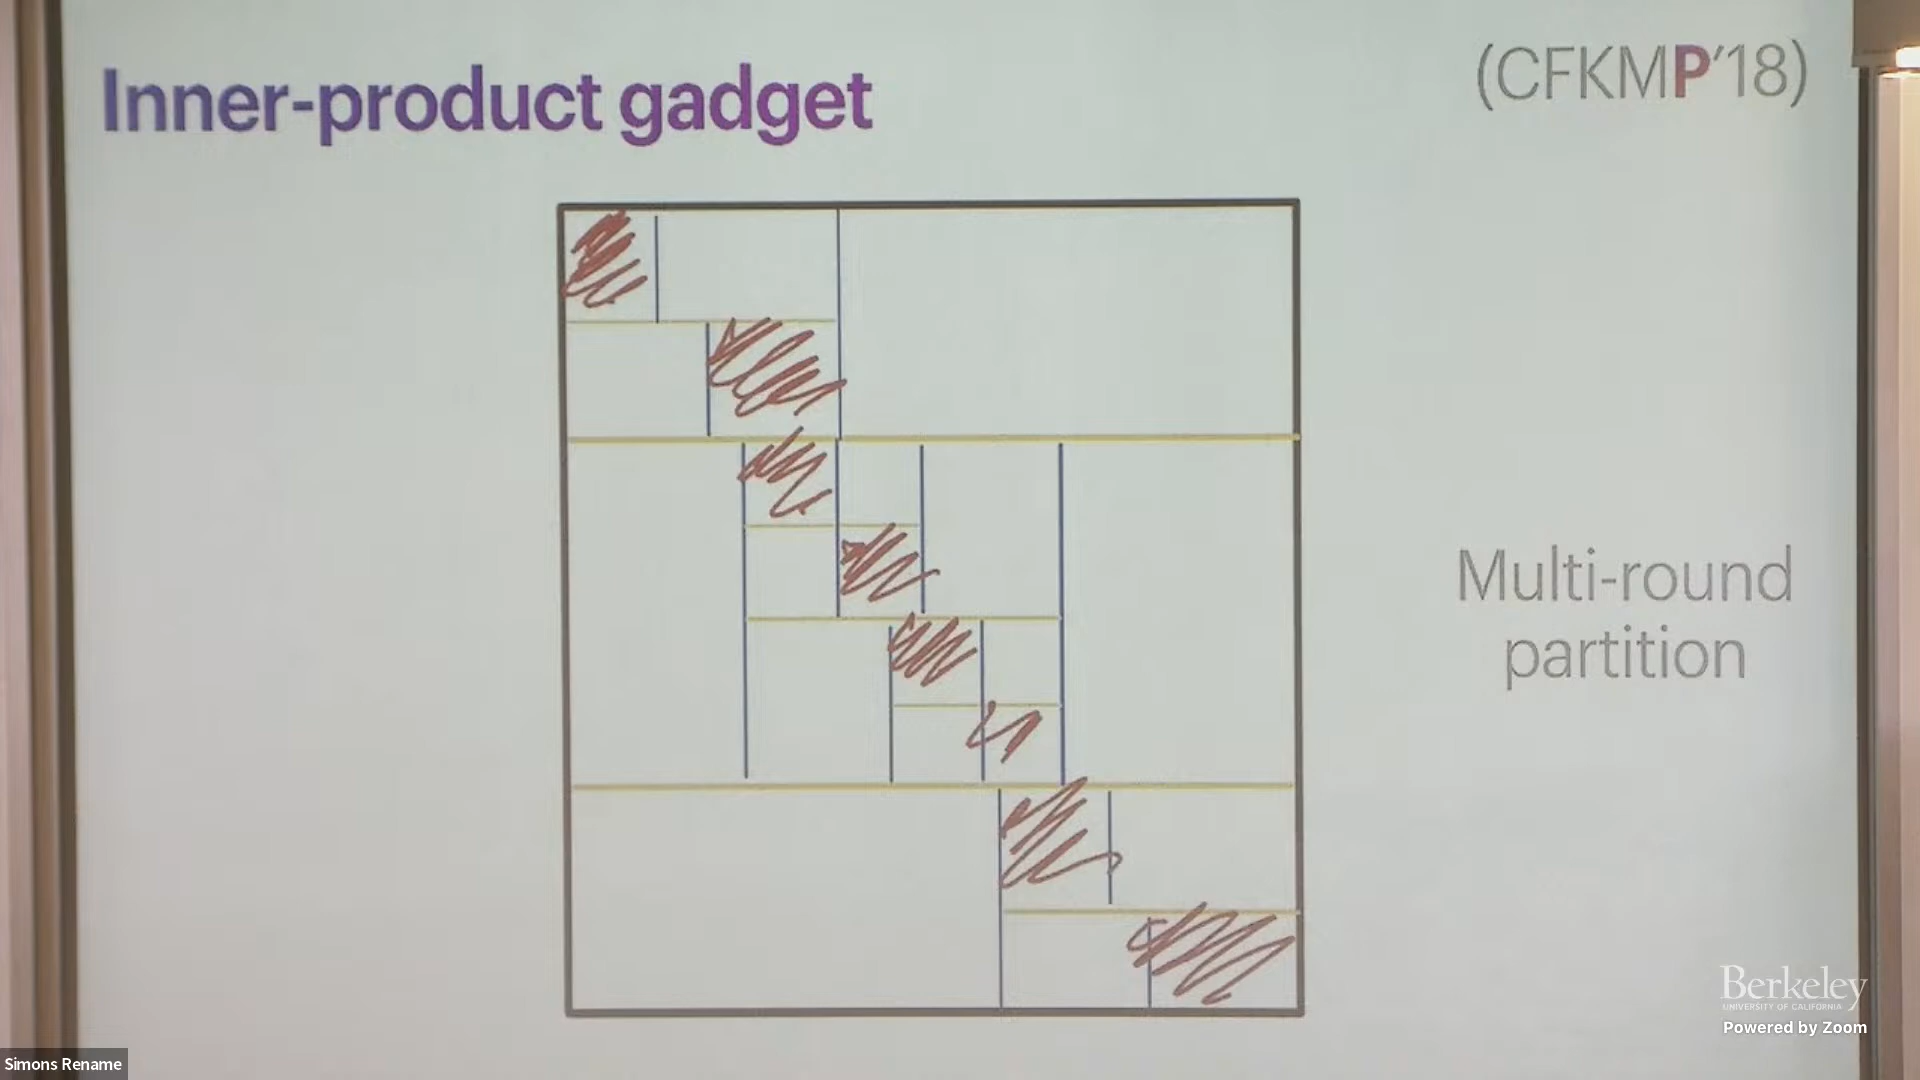 Inner-product gadget
(CFKMP'18)
Multi-round
partition
Berkeley
UNIVERSITY OF CALIFORNIA
Powered by Zoom
Simons Rename